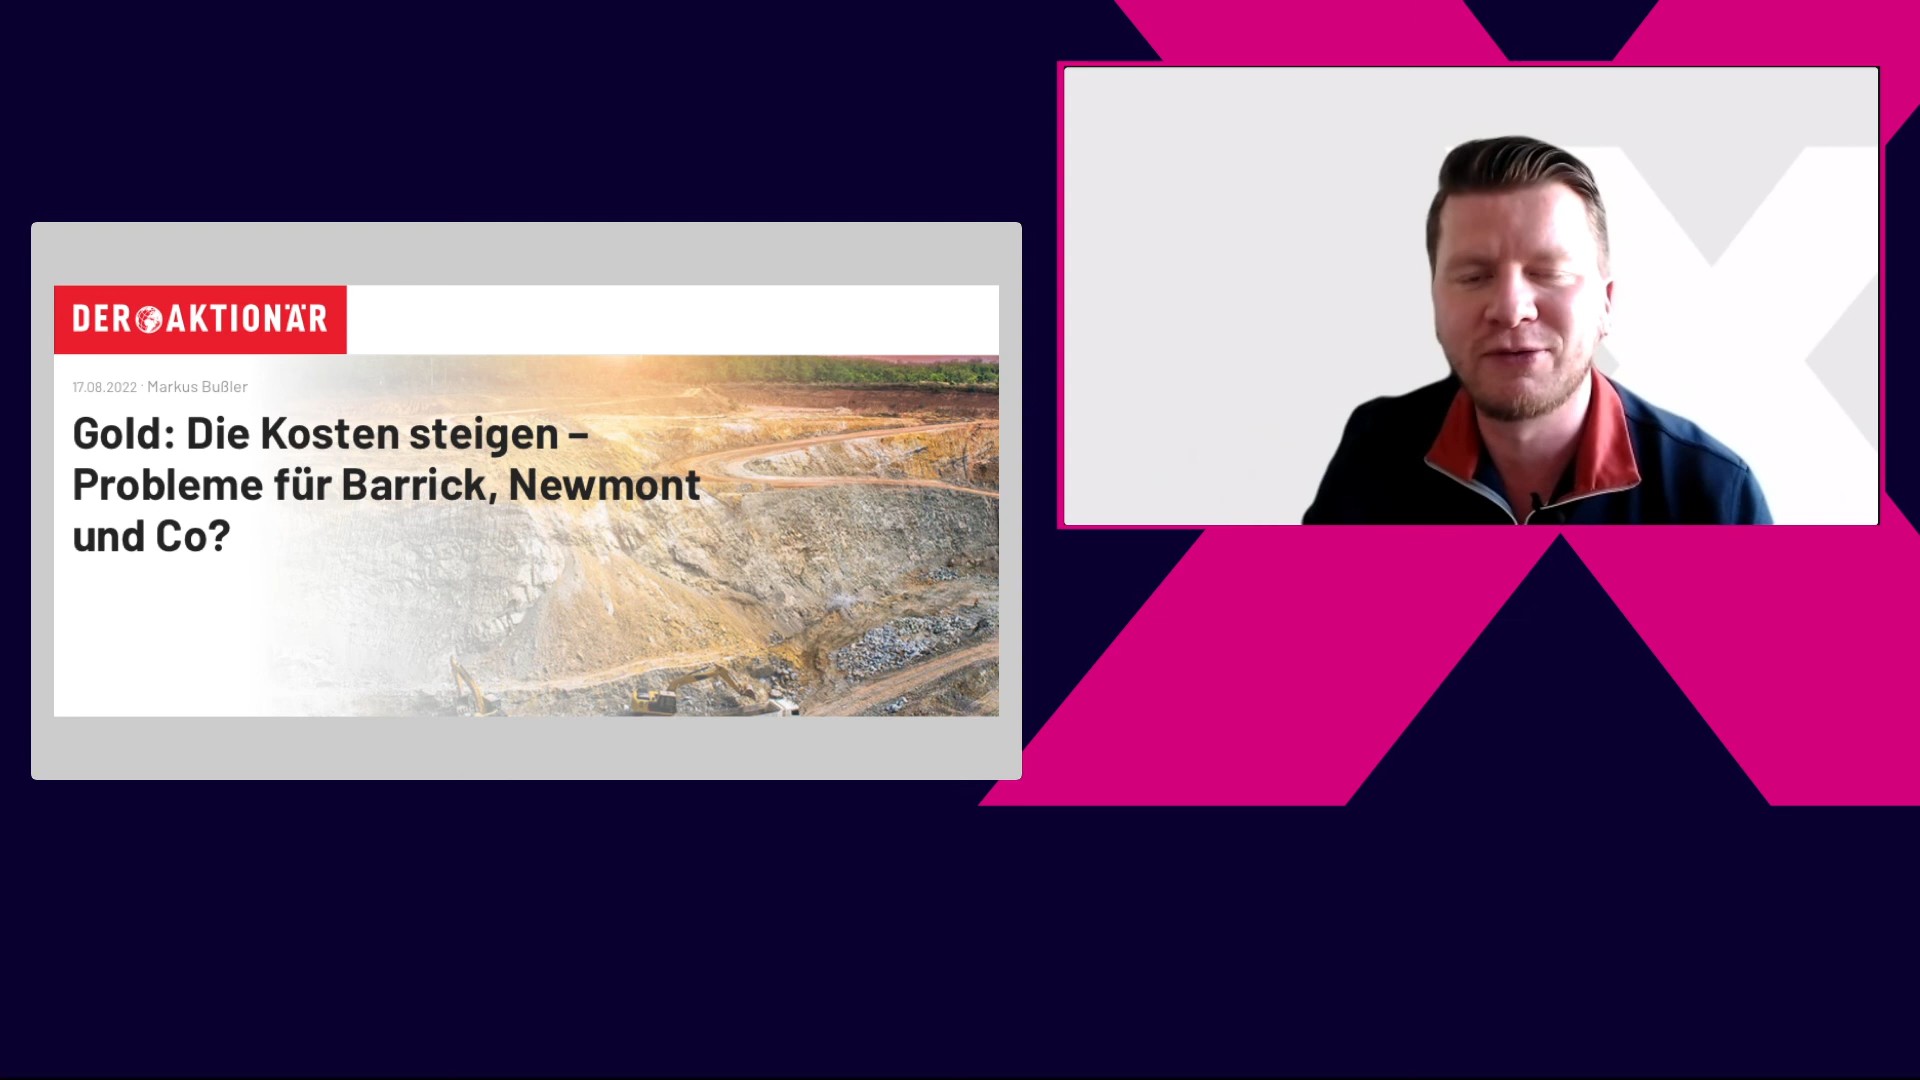 DER AKTIONÄR
17.08.2022 · Markus Bußler
Gold: Die Kosten steigen –
Probleme für Barrick, Newmont
und Co?